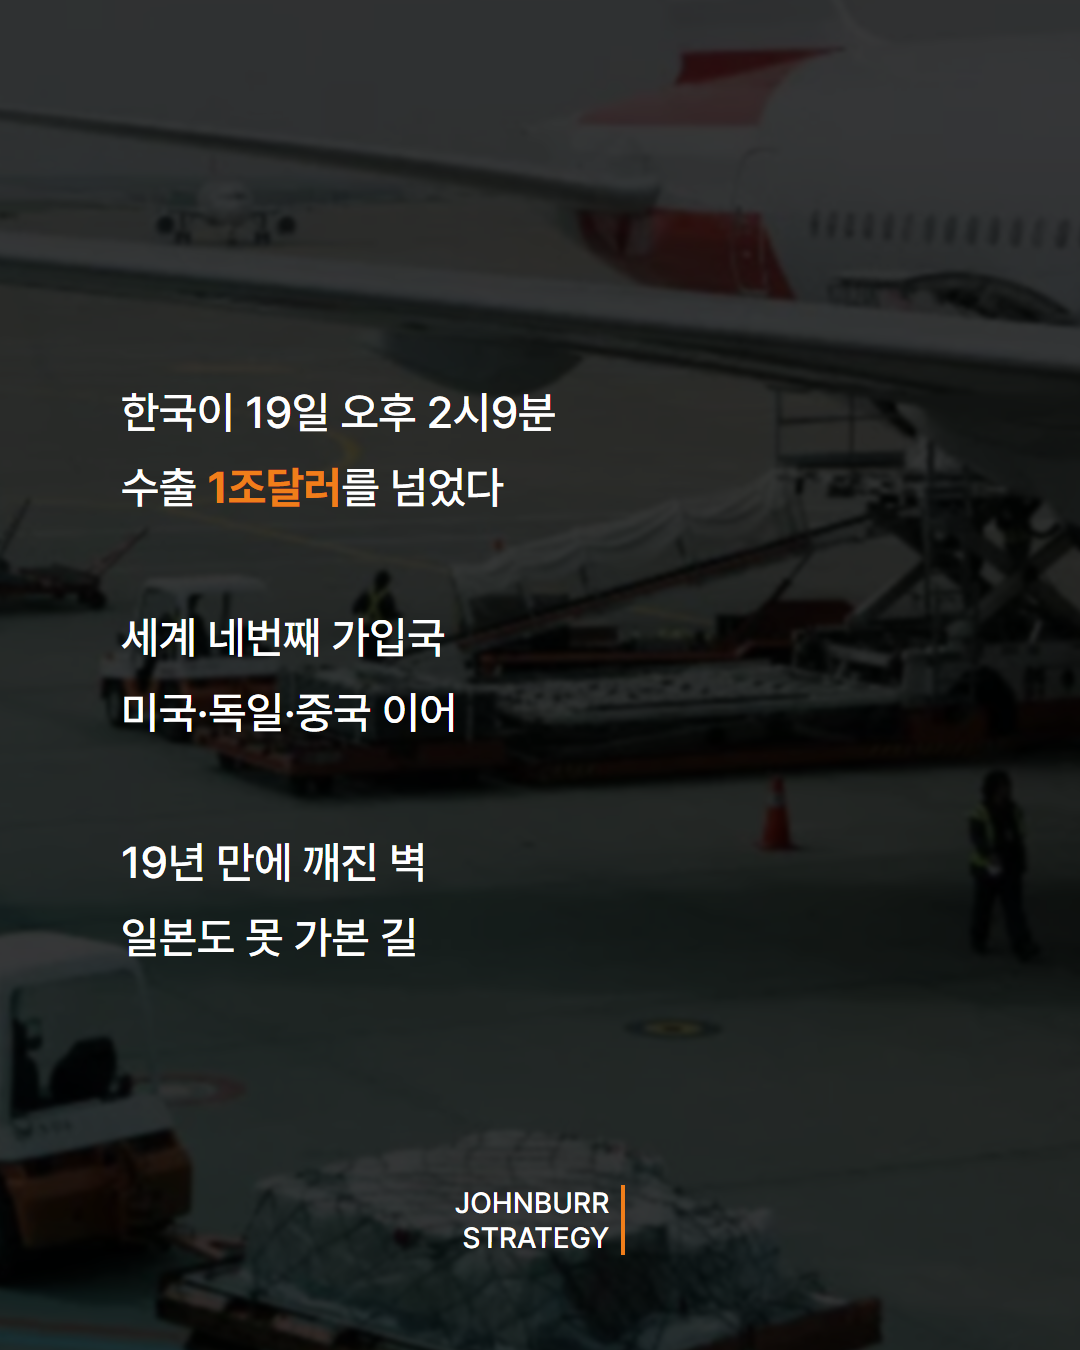 한국이 19일 오후 2시9분
수출 1조달러를 넘었다
세계 네번째 가입국
미국·독일·중국 이어
19년 만에 깨진 벽
일본도 못 가본 길
JOHNBURR
STRATEGY